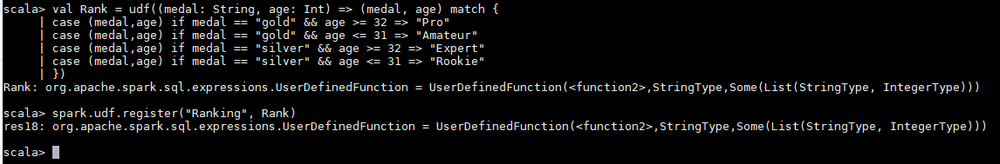 scala> val Rank = udf((medal: String, age: Int) => (medal, age) match {
| case (medal,age) if medal == "gold" && age >= 32 => "Pro"
| case (medal,age) if medal == "gold" && age <= 31 => "Amateur"
| case (medal,age) if medal == "silver" && age >= 32 => "Expert"
| case (medal,age) if medal == "silver" && age <= 31 => "Rookie"
| })
Rank: org.apache.spark.sql.expressions.UserDefinedFunction = UserDefinedFunction(<function2>,StringType,Some(List(StringType, IntegerType)))
scala> spark.udf.register("Ranking", Rank)
res18: org.apache.spark.sql.expressions.UserDefinedFunction = UserDefinedFunction(<function2>,StringType,Some(List(StringType, IntegerType)))
scala>